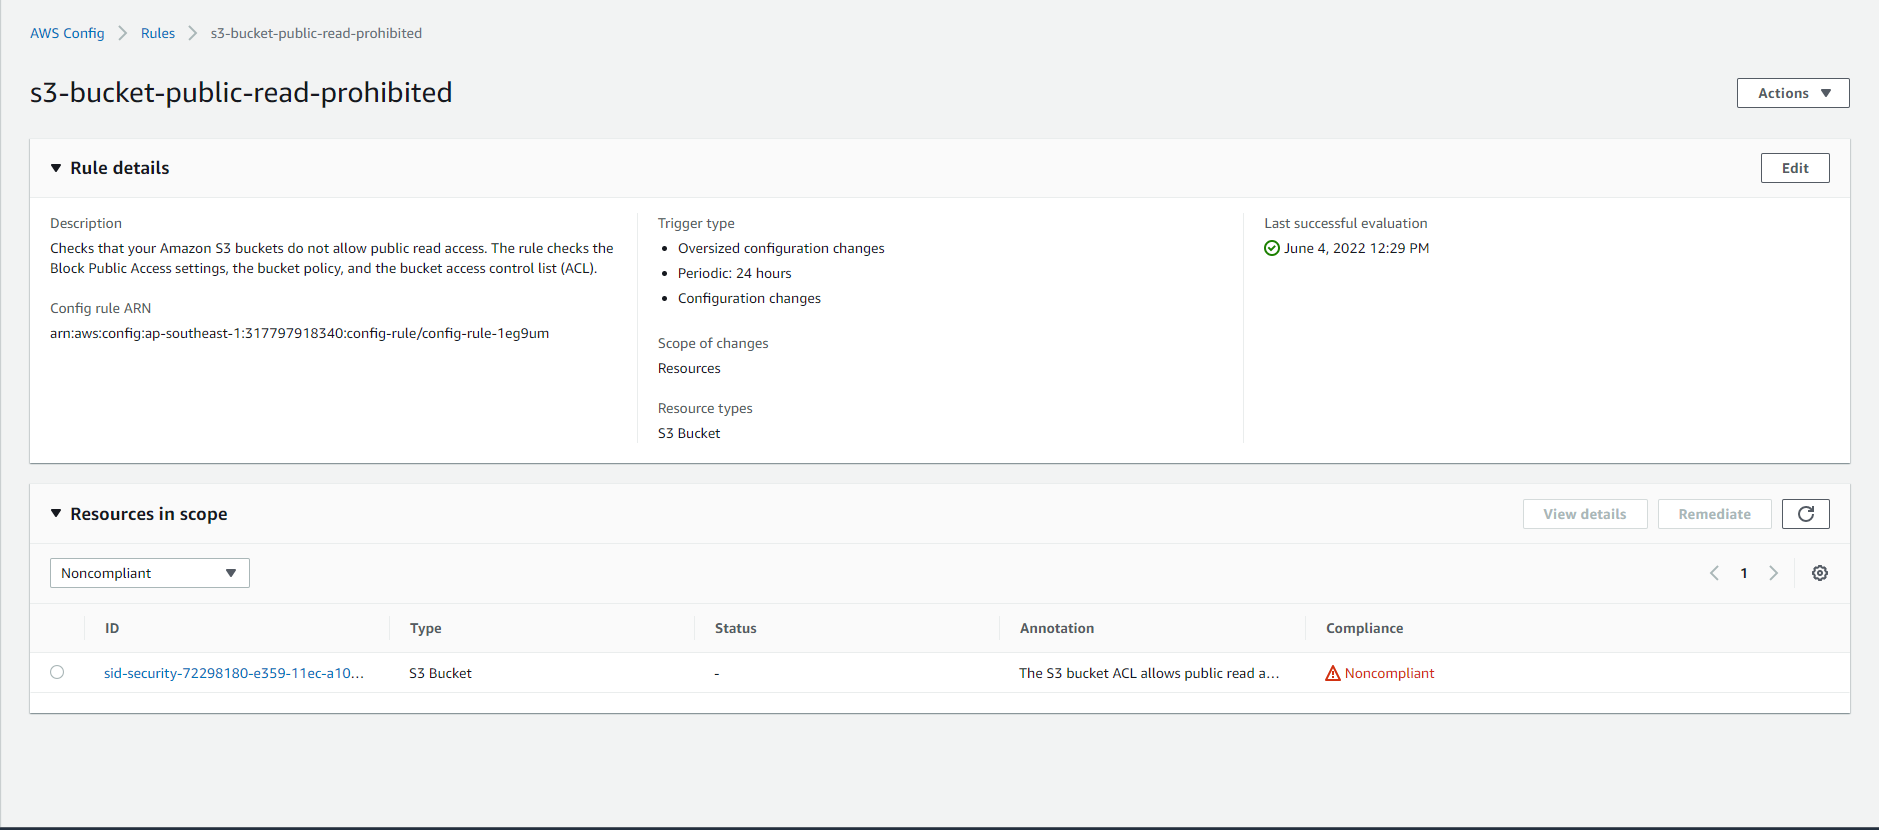 AWS Config > Rules > s3-bucket-public-read-prohibited
s3-bucket-public-read-prohibited
Actions
Rule details
Edit
Description
Checks that your Amazon S3 buckets do not allow public read access. The rule checks the
Block Public Access settings, the bucket policy, and the bucket access control list (ACL).
Config rule ARN
arn:aws:config:ap-southeast-1:317797918340:config-rule/config-rule-1eg9um
Trigger type
• Oversized configuration changes
• Periodic: 24 hours
• Configuration changes
Scope of changes
Resources
Resource types
S3 Bucket
Last successful evaluation
June 4, 2022 12:29 PM
Resources in scope
View details
Remediate
Noncompliant
1
ID Type Status Annotation Compliance
sid-security-72298180-e359-11ec-a10... S3 Bucket - The S3 bucket ACL allows public read a... Noncompliant